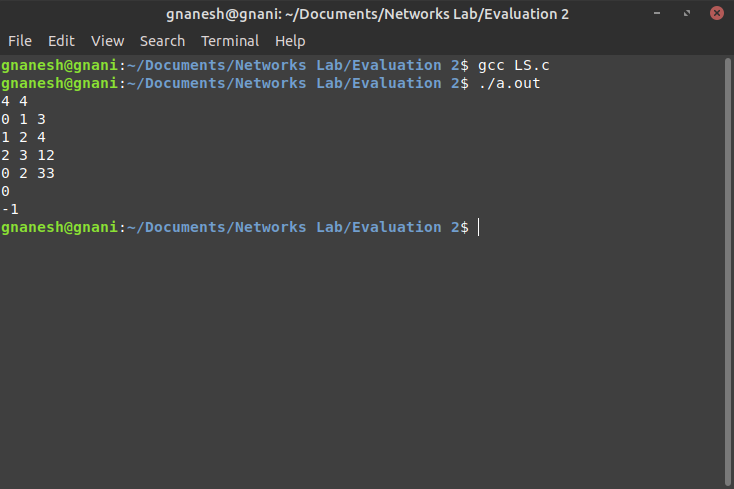 gnanesh@gnani: ~/Documents/Networks Lab/Evaluation 2
File Edit View Search Terminal Help
gnanesh@gnani:~/Documents/Networks Lab/Evaluation 2$ gcc LS.c
gnanesh@gnani:~/Documents/Networks Lab/Evaluation 2$ ./a.out
4 4
0 1 3
1 2 4
2 3 12
0 2 33
0
-1
gnanesh@gnani:~/Documents/Networks Lab/Evaluation 2$